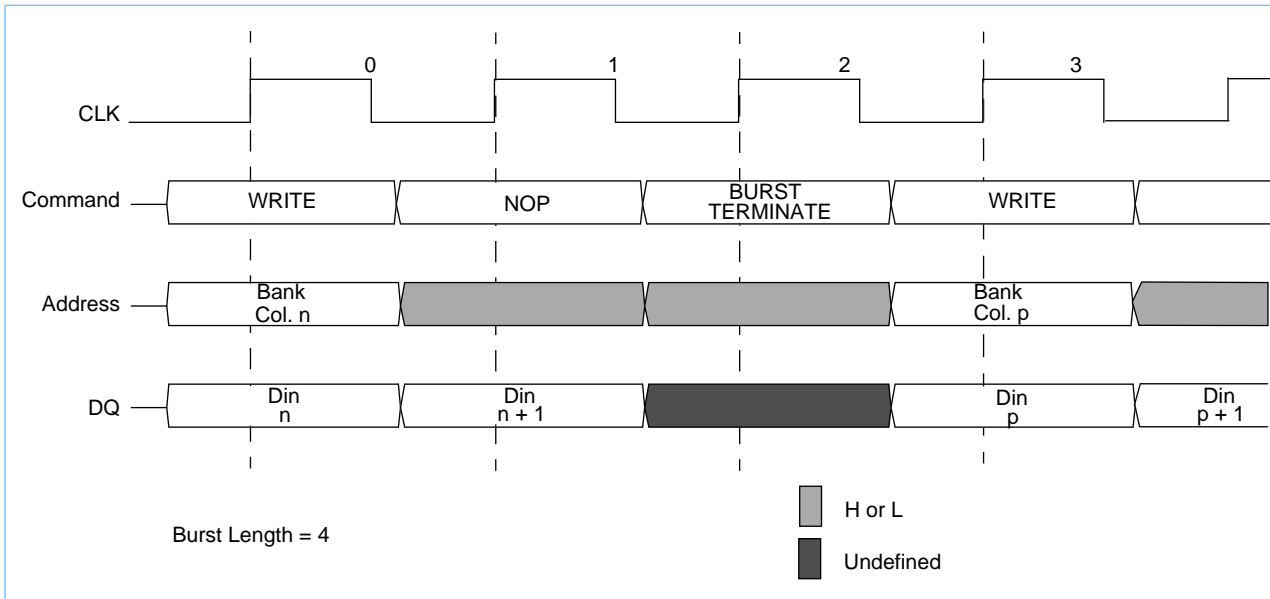 0 1 2 3
CLK
Command WRITE NOP BURST TERMINATE WRITE
Address Bank Col. n Bank Col. p
DQ Din n Din n + 1 Din p Din p + 1
H or L
Burst Length = 4
Undefined